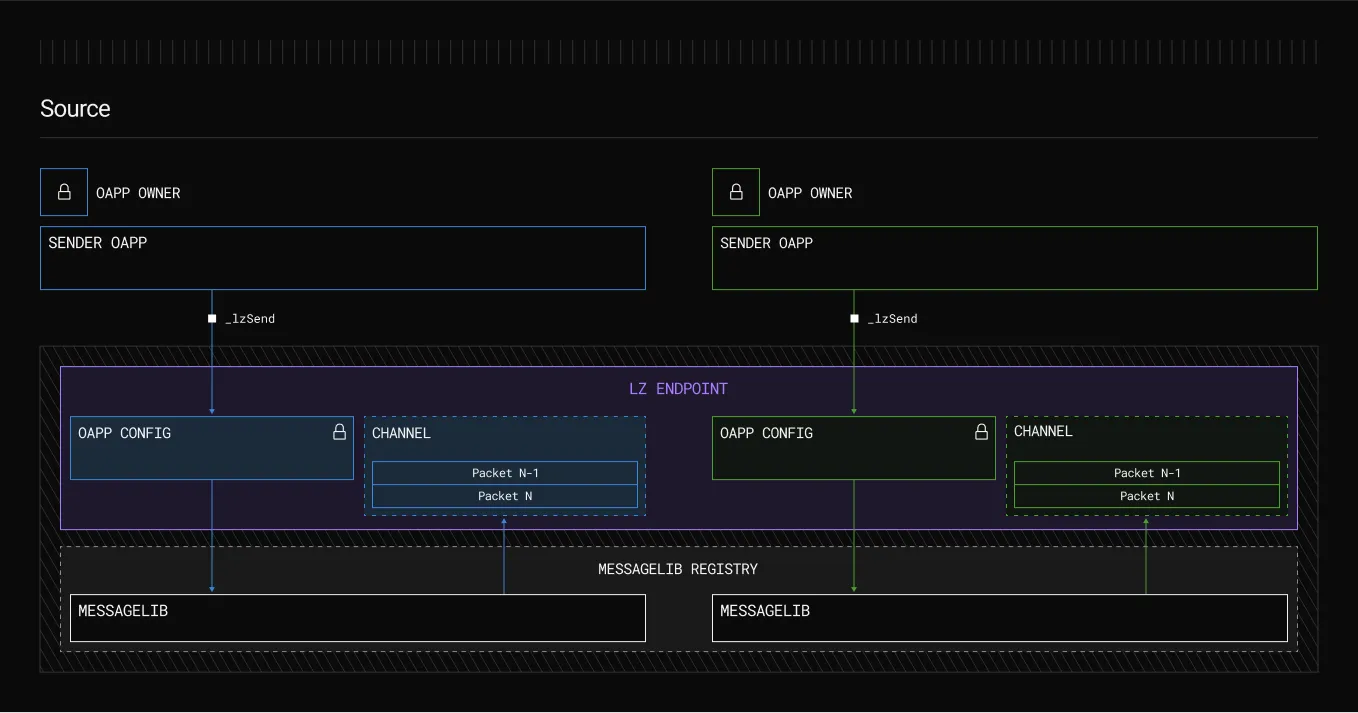 Source
OAPP OWNER
OAPP OWNER
SENDER OAPP
SENDER OAPP
_lzSend
_lzSend
LZ ENDPOINT
OAPP CONFIG
CHANNEL
Packet N-1
Packet N
OAPP CONFIG
CHANNEL
Packet N-1
Packet N
MESSAGELIB REGISTRY
MESSAGELIB
MESSAGELIB